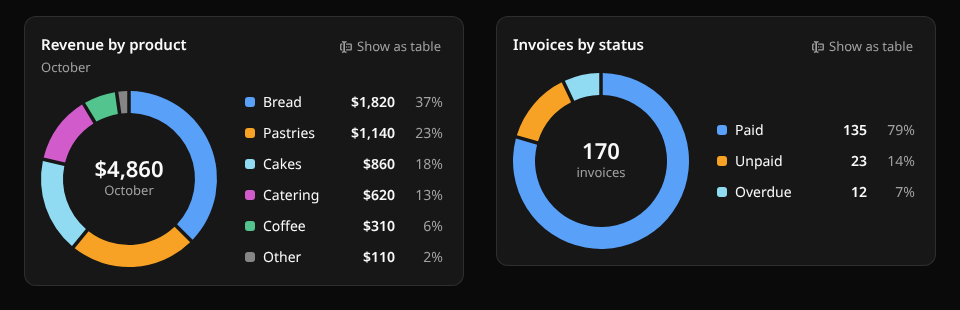 Revenue by product
Show as table
October
$4,860
October
Bread $1,820 37%
Pastries $1,140 23%
Cakes $860 18%
Catering $620 13%
Coffee $310 6%
Other $110 2%
Invoices by status
Show as table
170
invoices
Paid 135 79%
Unpaid 23 14%
Overdue 12 7%